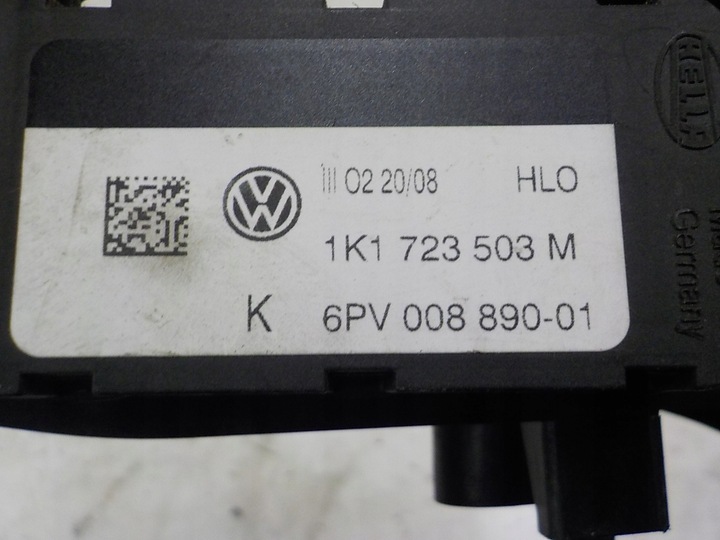 HELLA
III 02 20/08 HLO
1K1 723 503 M
K 6PV 008 890-01
Germany